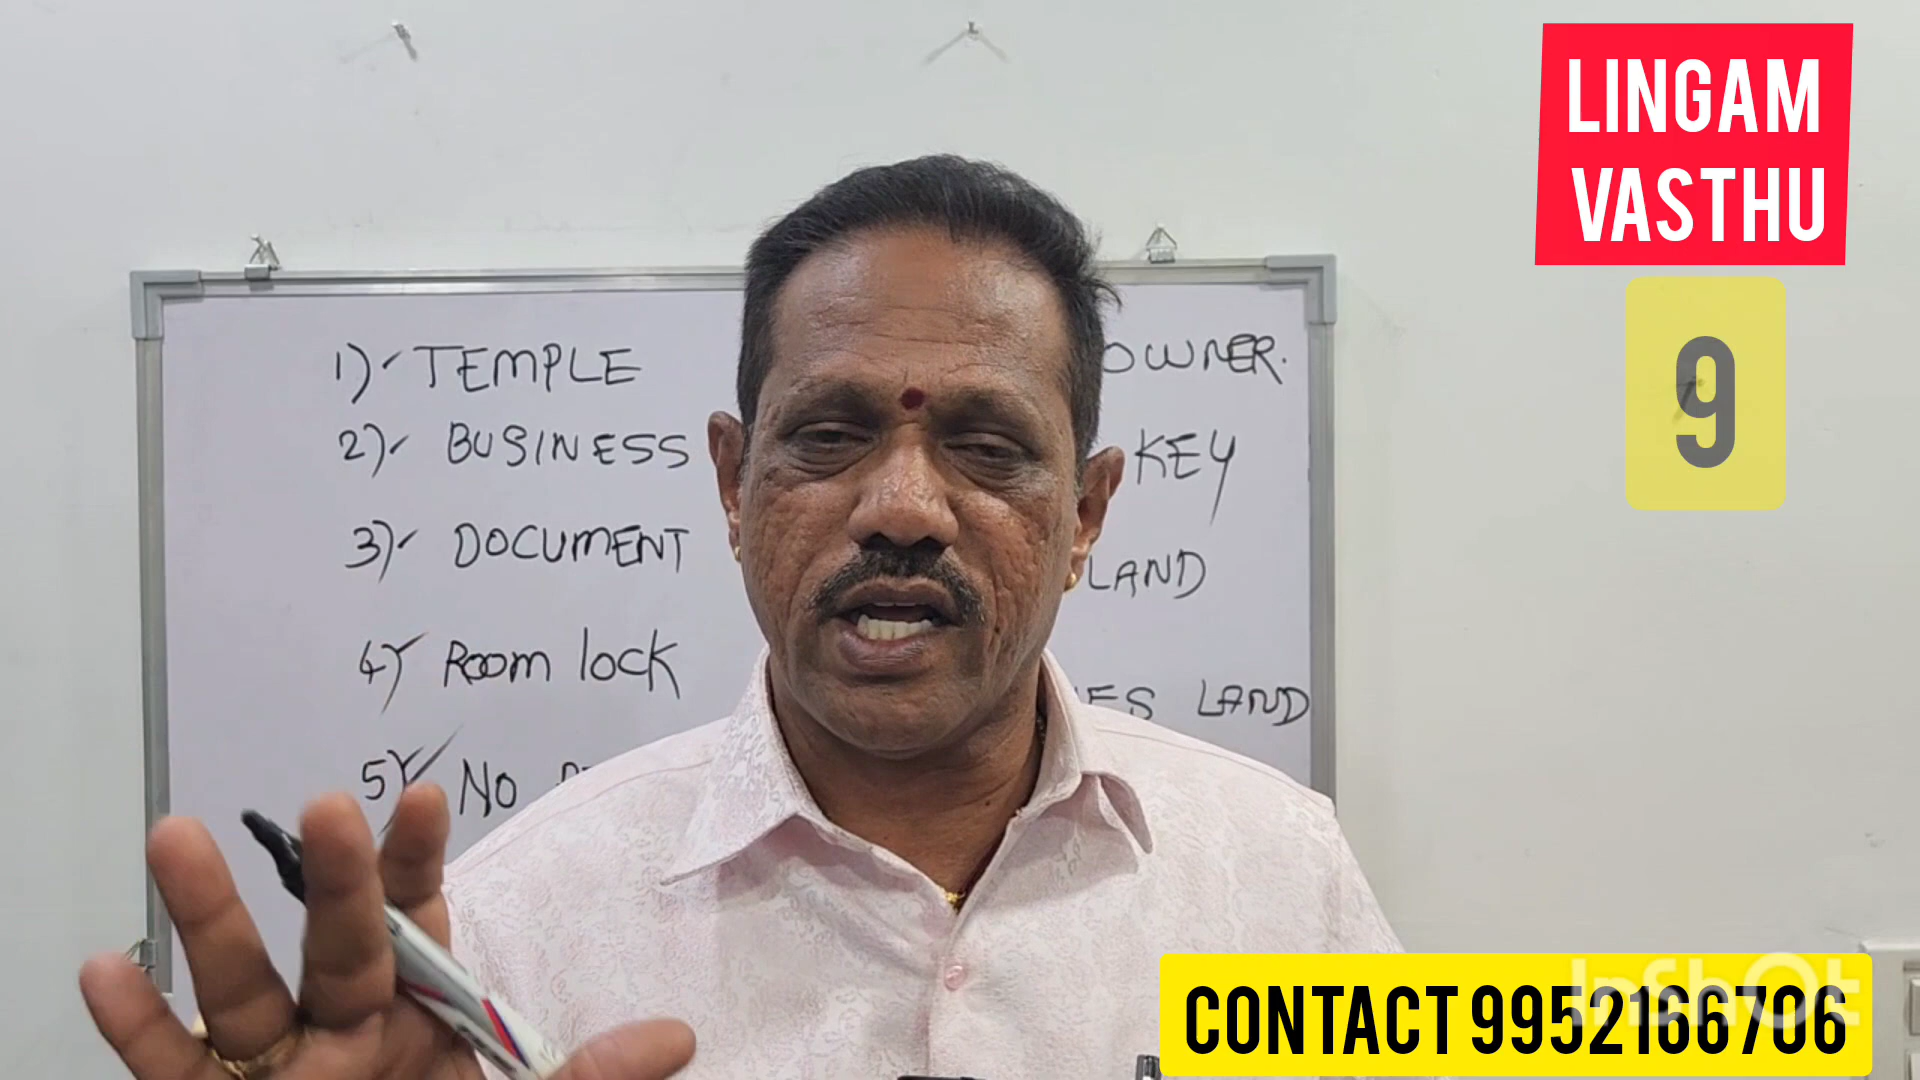 LINGAM
VASTHU
9
1) TEMPLE
OWNER.
2) BUSINESS
KEY
3) DOCUMENT
LAND
4) ROOM lOCK
LAND
5) NO
CONTACT 9952166706
InShOt